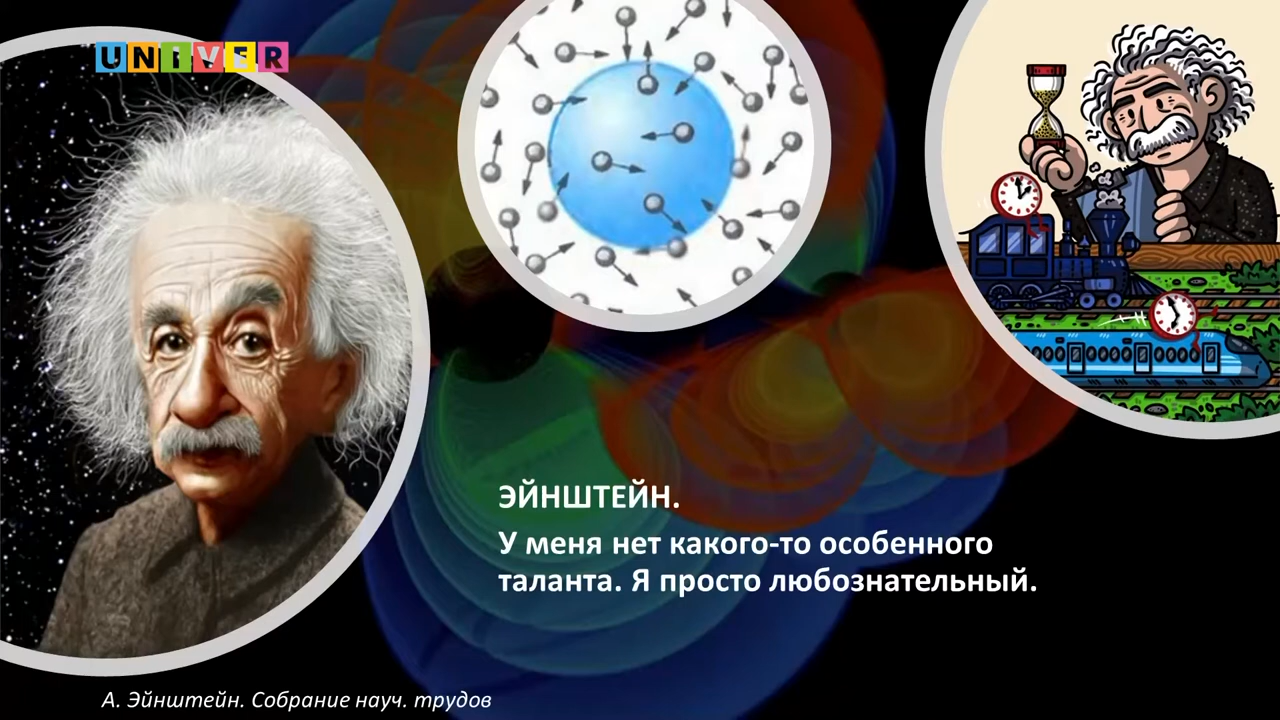 UNIVER
ЭЙНШТЕЙН.
У меня нет какого-то особенного
таланта. Я просто любознательный.
А. Эйнштейн. Собрание науч. трудов